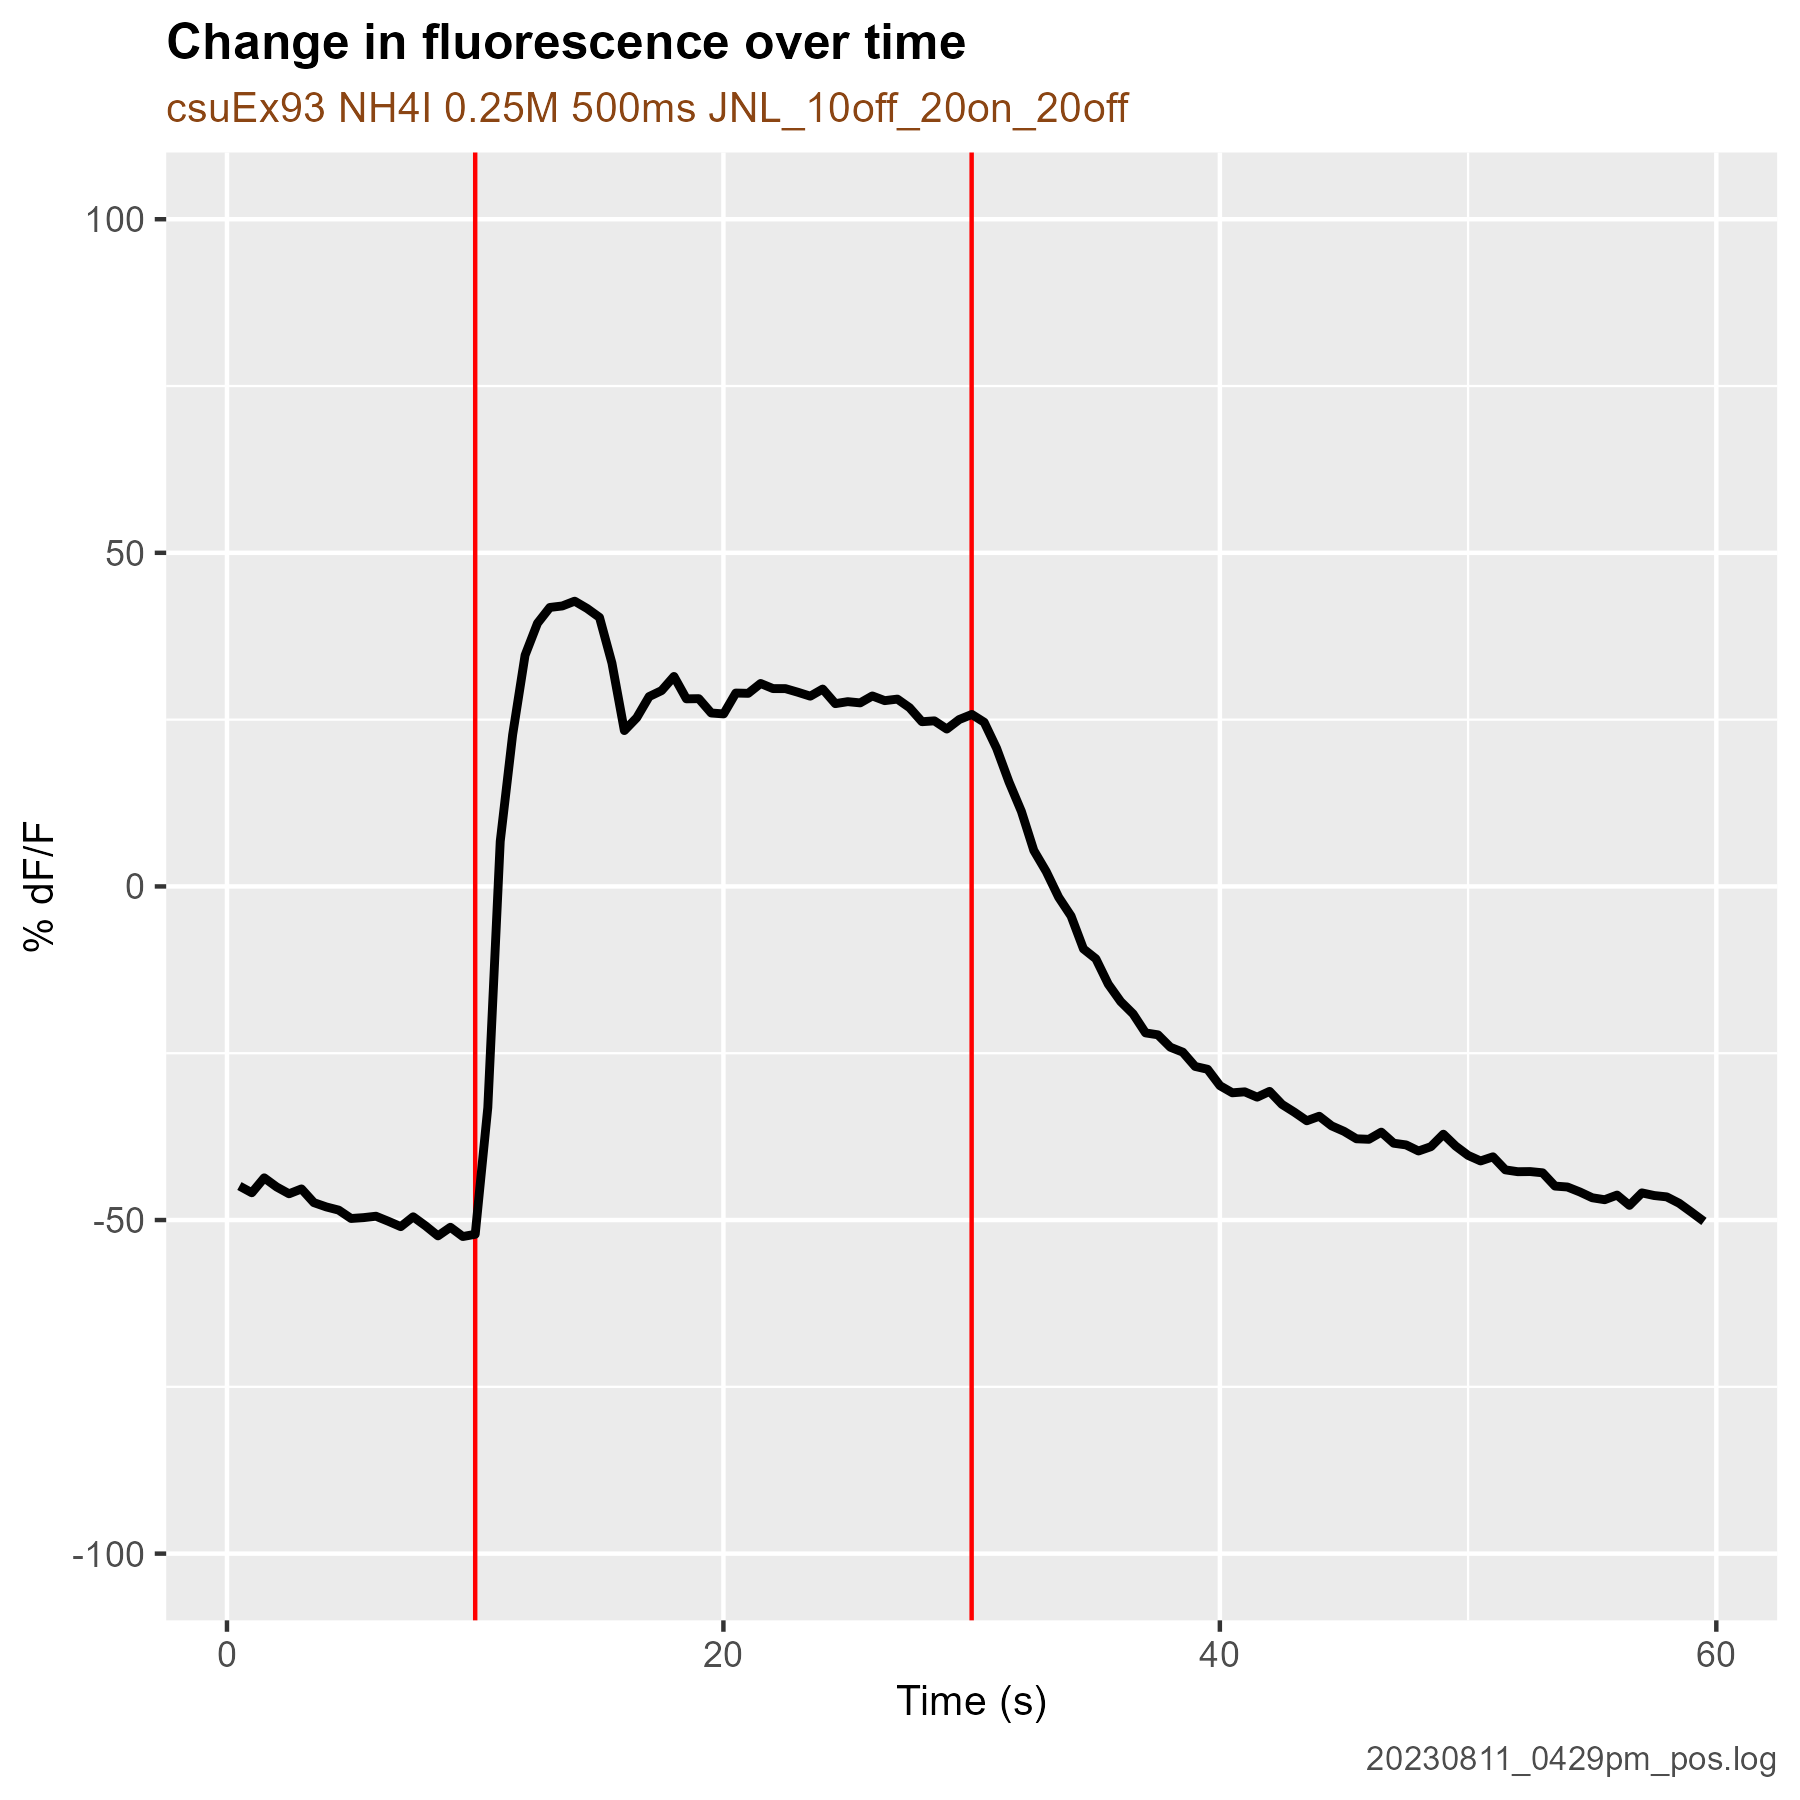 Change in fluorescence over time
csuEx93 NH4I 0.25M 500ms JNL_10off_20on_20off
100
50
0
-50
-100
% dF/F
0 20 40 60
Time (s)
20230811_0429pm_pos.log